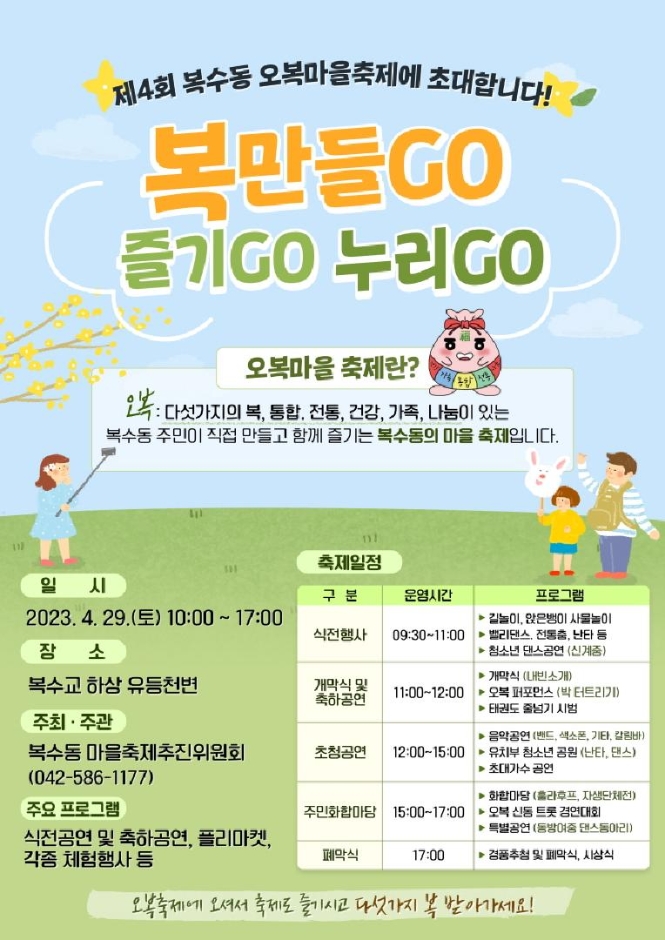 제4회 복수동 오복마을축제에 초대합니다!
복만들GO
즐기GO 누리GO
오복마을 축제란?
福
가족 통합 전통
오복 : 다섯가지의 복, 통합, 전통, 건강, 가족, 나눔이 있는
복수동 주민이 직접 만들고 함께 즐기는 복수동의 마을 축제입니다.
일 시
2023. 4. 29.(토) 10:00 ~ 17:00
장 소
복수교 하상 유등천변
주최 · 주관
복수동 마을축제추진위원회
(042-586-1177)
주요 프로그램
식전공연 및 축하공연, 플리마켓,
각종 체험행사 등
축제일정
구 분 운영시간 프로그램
식전행사 09:30~11:00
▶ 길놀이, 앉은뱅이 사물놀이
▶ 벨리댄스, 전통춤, 난타 등
▶ 청소년 댄스공연 (신계중)
개막식 및
축하공연 11:00~12:00
▶ 개막식 (내빈소개)
▶ 오복 퍼포먼스 (박 터트리기)
▶ 태권도 줄넘기 시범
초청공연 12:00~15:00
▶ 음악공연 (밴드, 색소폰, 기타, 칼림바)
▶ 유치부 청소년 공원 (난타, 댄스)
▶ 초대가수 공연
주민화합마당 15:00~17:00
▶ 화합마당 (훌라후프, 자생단체전)
▶ 오복 신동 트롯 경연대회
▶ 특별공연 (동방여중 댄스동아리)
폐막식 17:00
▶ 경품추첨 및 폐막식, 시상식
오복축제에 오셔서 축제도 즐기시고 다섯가지 복 받아가세요!